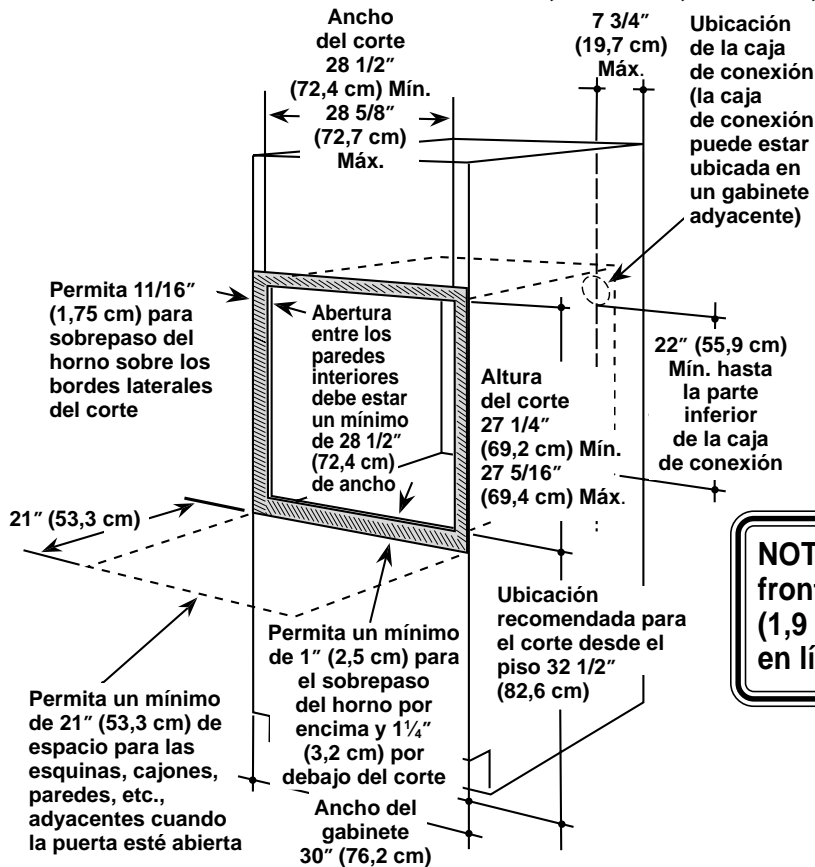 Ancho
del corte
28 1/2"
(72,4 cm) Mín.
28 5/8"
(72,7 cm)
Máx.
7 3/4"
(19,7 cm)
Máx.
Ubicación
de la caja
de conexión
(la caja
de conexión
puede estar
ubicada en
un gabinete
adyacente)
Permita 11/16"
(1,75 cm) para
sobrepaso del
horno sobre los
bordes laterales
del corte
Abertura
entre los
paredes
interiores
debe estar
un mínimo
de 28 1/2"
(72,4 cm)
de ancho
Altura
del corte
27 1/4"
(69,2 cm) Mín.
27 5/16"
(69,4 cm) Máx.
22" (55,9 cm)
Mín. hasta
la parte
inferior
de la caja
de conexión
21" (53,3 cm)
Permita un mínimo
de 21" (53,3 cm) de
espacio para las
esquinas, cajones,
paredes, etc.,
adyacentes cuando
la puerta esté abierta
Permita un mínimo
de 1" (2,5 cm) para
el sobrepaso
del horno por
encima y 1¼"
(3,2 cm) por
debajo del corte
Ubicación
recomendada para
el corte desde el
piso 32 1/2"
(82,6 cm)
Ancho del
gabinete
30" (76,2 cm)
NOT
front
(1,9
en lí